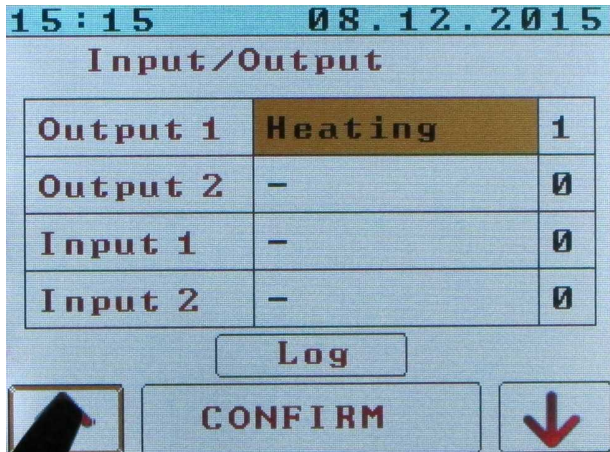 15:15 08.12.2015
Input/Output
Output 1 Heating 1
Output 2 - 0
Input 1 - 0
Input 2 - 0
Log
CONFIRM